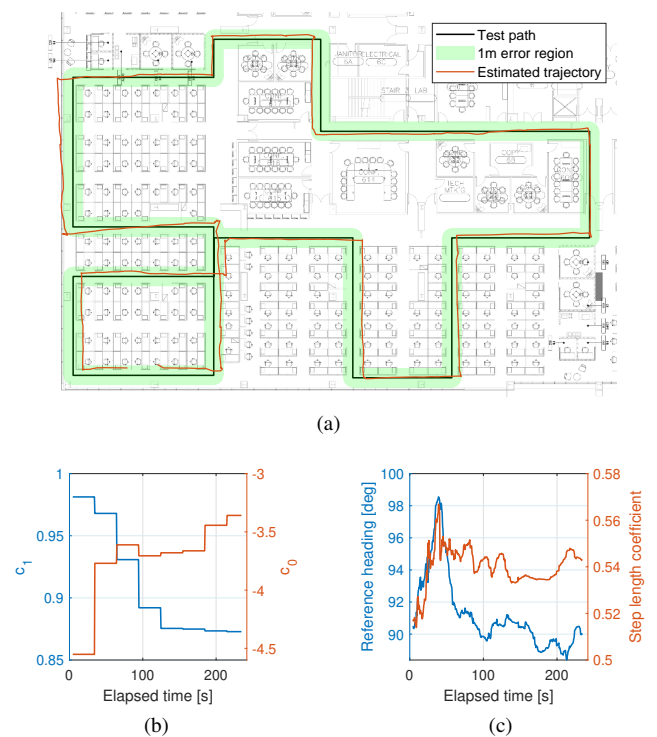 Test path
1m error region
Estimated trajectory
JANITOR
ELECTRICAL
STAIR
LAB
TECH
MKTG
(a)
1
0.95
0.9
0.85
c1
-3
-3.5
-4
-4.5
c0
0
100
200
Elapsed time [s]
(b)
100
98
96
94
92
90
Reference heading [deg]
0.58
0.56
0.54
0.52
0.5
Step length coefficient
0
100
200
Elapsed time [s]
(c)